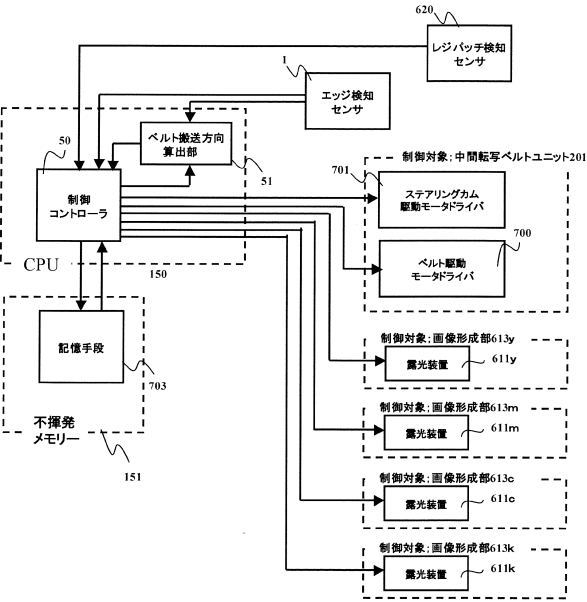 620
レジパッチ検知
センサ
1
エッジ検知
センサ
ベルト搬送方向
算出部
50
51
制御
コントローラ
CPU
150
制御対象;中間転写ベルトユニット201
701
ステアリングカム
駆動モータドライバ
700
ベルト駆動
モータドライバ
記憶手段
703
不揮発
メモリー
151
制御対象;画像形成部613y
露光装置
611y
制御対象;画像形成部613m
露光装置
611m
制御対象;画像形成部613c
露光装置
611c
制御対象;画像形成部613k
露光装置
611k